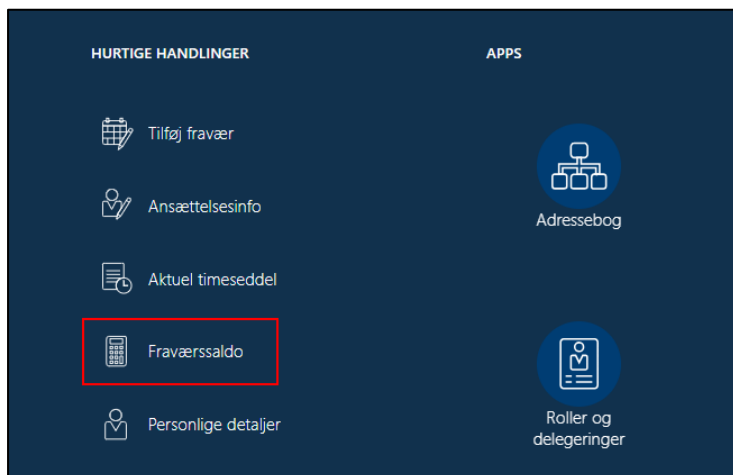 HURTIGE HANDLINGER
Tilføj fravær
Ansættelsesinfo
Aktuel timeseddel
Fraværssaldo
Personlige detaljer
APPS
Adressebog
Roller og
delegeringer